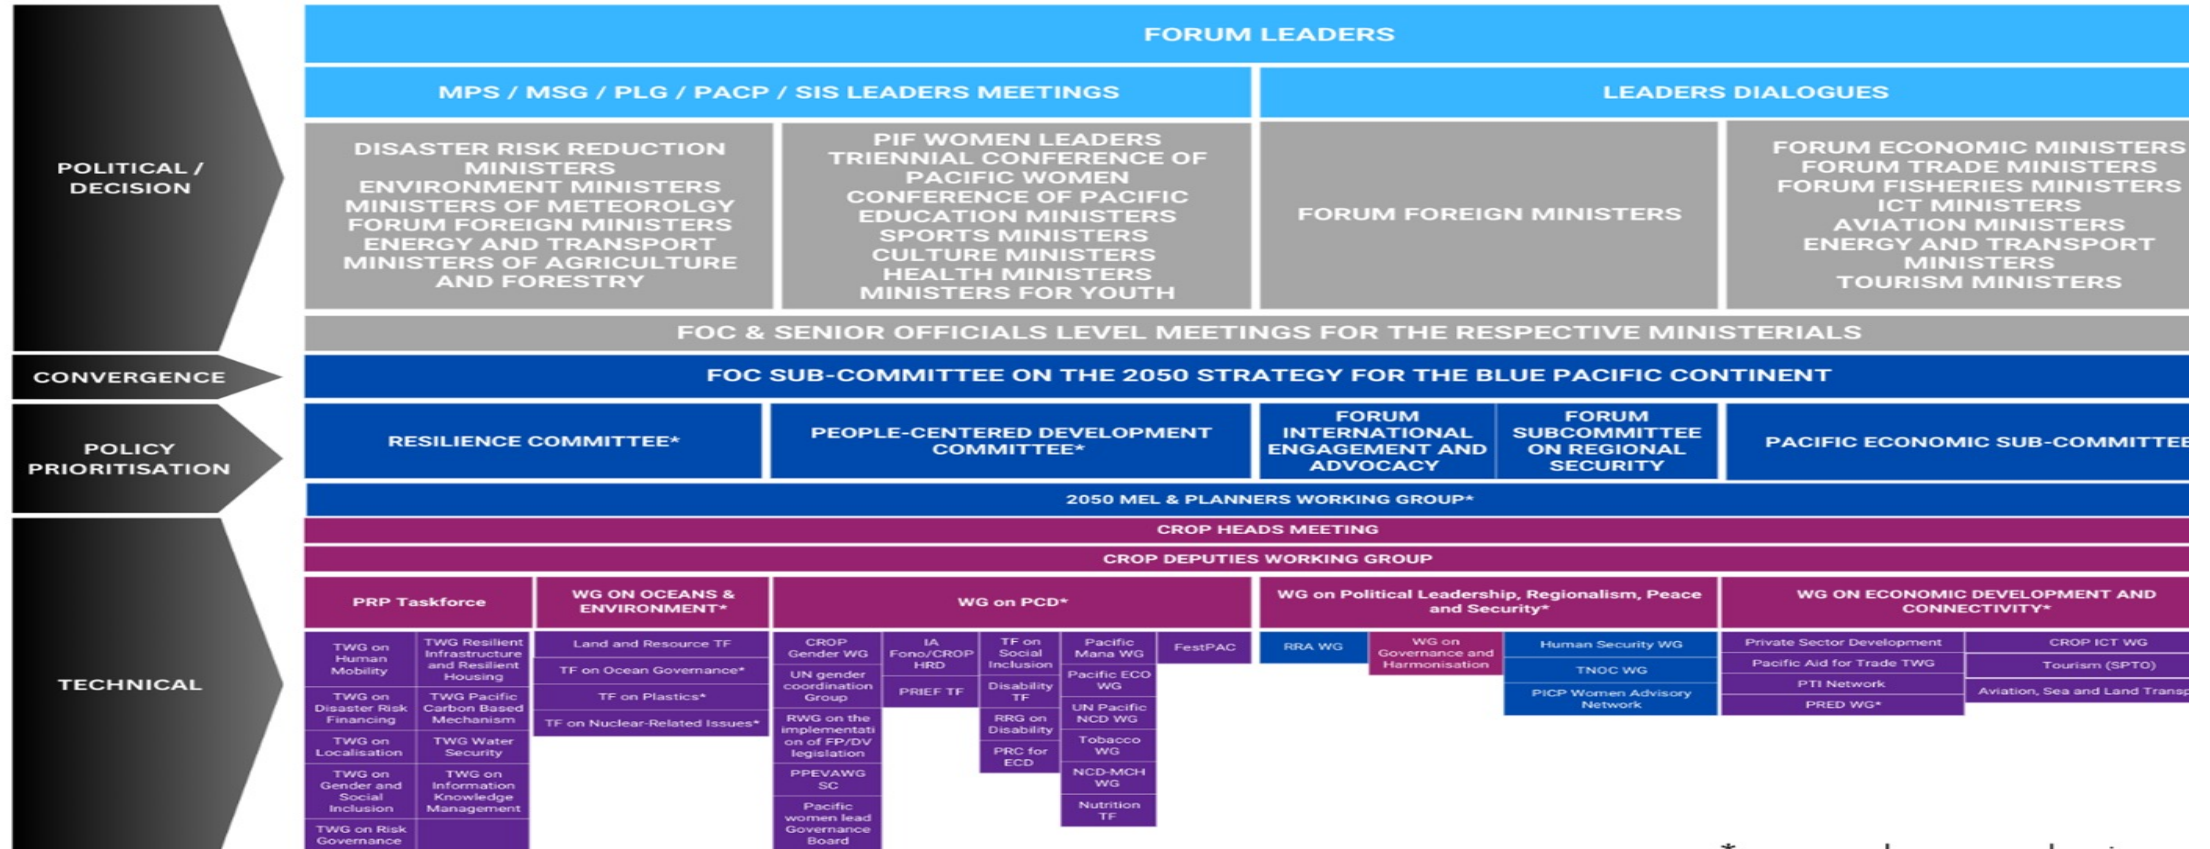 FORUM LEADERS
MPS / MSG / PLG / PACP / SIS LEADERS MEETINGS
LEADERS DIALOGUES
POLITICAL /
DECISION
DISASTER RISK REDUCTION
MINISTERS
ENVIRONMENT MINISTERS
MINISTERS OF METEOROLGY
FORUM FOREIGN MINISTERS
ENERGY AND TRANSPORT
MINISTERS OF AGRICULTURE
AND FORESTRY
PIF WOMEN LEADERS
TRIENNIAL CONFERENCE OF
PACIFIC WOMEN
CONFERENCE OF PACIFIC
EDUCATION MINISTERS
SPORTS MINISTERS
CULTURE MINISTERS
HEALTH MINISTERS
MINISTERS FOR YOUTH
FORUM FOREIGN MINISTERS
FORUM ECONOMIC MINISTERS
FORUM TRADE MINISTERS
FORUM FISHERIES MINISTERS
ICT MINISTERS
AVIATION MINISTERS
ENERGY AND TRANSPORT
MINISTERS
TOURISM MINISTERS
FOC & SENIOR OFFICIALS LEVEL MEETINGS FOR THE RESPECTIVE MINISTERIALS
CONVERGENCE
FOC SUB-COMMITTEE ON THE 2050 STRATEGY FOR THE BLUE PACIFIC CONTINENT
POLICY
PRIORITISATION
RESILIENCE COMMITTEE*
PEOPLE-CENTERED DEVELOPMENT
COMMITTEE*
FORUM
INTERNATIONAL
ENGAGEMENT AND
ADVOCACY
FORUM
SUBCOMMITTEE
ON REGIONAL
SECURITY
PACIFIC ECONOMIC SUB-COMMITTEE
2050 MEL & PLANNERS WORKING GROUP*
TECHNICAL
CROP HEADS MEETING
CROP DEPUTIES WORKING GROUP
PRP Taskforce
WG ON OCEANS &
ENVIRONMENT*
WG on PCD*
WG on Political Leadership, Regionalism, Peace
and Security*
WG ON ECONOMIC DEVELOPMENT AND
CONNECTIVITY*
TWG on
Human
Mobility
TWG on
Disaster Risk
Financing
TWG on
Localisation
TWG on
Gender and
Social
Inclusion
TWG on Risk
Governance
TWG Resilient
Infrastructure
and Resilient
Housing
TWG Pacific
Carbon Based
Mechanism
TWG Water
Security
TWG on
Information
Knowledge
Management
Land and Resource TF
TF on Ocean Governance*
TF on Plastics*
TF on Nuclear-Related Issues*
CROP
Gender WG
UN gender
coordination
Group
RWG on the
implementati
on of FP/DV
legislation
PPEVAWG
SC
Pacific
women lead
Governance
Board
IA
Fono/CROP
HRD
PRIEF TF
TF on
Social
Inclusion
Disability
TF
RRG on
Disability
PRC for
ECD
Pacific
Mana WG
Pacific ECO
WG
UN Pacific
NCD WG
Tobacco
WG
NCD-MCH
WG
Nutrition
TF
FestPAC
RRA WG
WG on
Governance and
Harmonisation
Human Security WG
TNOC WG
PICP Women Advisory
Network
Private Sector Development
Pacific Aid for Trade TWG
PTI Network
PRED WG*
CROP ICT WG
Tourism (SPTO)
Aviation, Sea and Land Transp